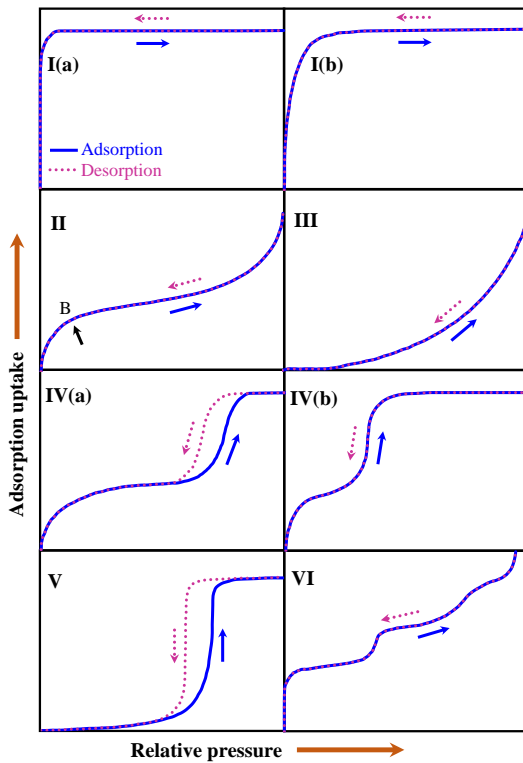 I(a)
I(b)
Adsorption
Desorption
II
III
B
IV(a)
IV(b)
V
VI
Adsorption uptake
Relative pressure